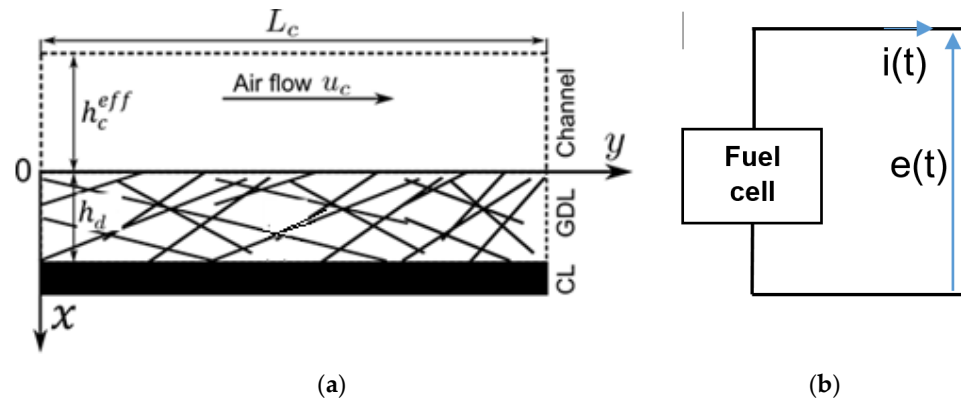 L_c
h_c^{eff}
Air flow u_c
Channel
0
y
h_d
GDL
CL
x
(a)
i(t)
Fuel
cell
e(t)
(b)